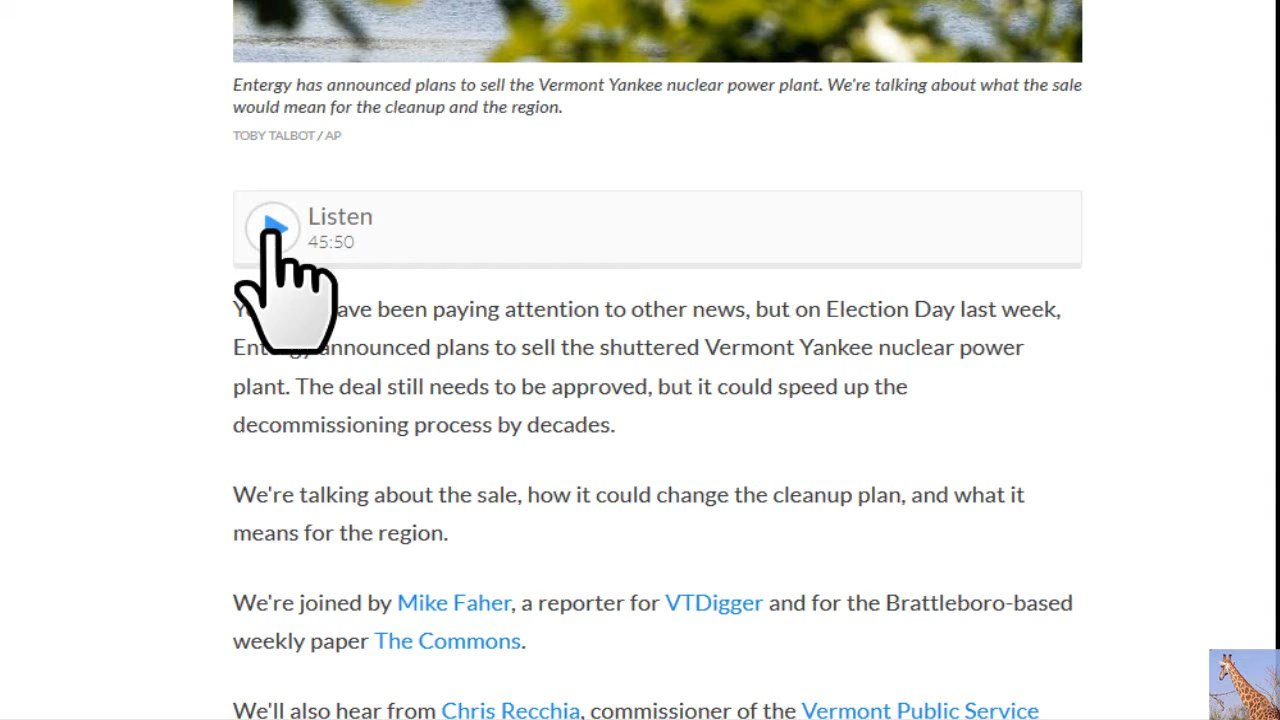 Entergy has announced plans to sell the Vermont Yankee nuclear power plant. We're talking about what the sale
would mean for the cleanup and the region.
TOBY TALBOT / AP
Listen
45:50
have been paying attention to other news, but on Election Day last week,
Entergy announced plans to sell the shuttered Vermont Yankee nuclear power
plant. The deal still needs to be approved, but it could speed up the
decommissioning process by decades.
We're talking about the sale, how it could change the cleanup plan, and what it
means for the region.
We're joined by Mike Faher, a reporter for VTDigger and for the Brattleboro-based
weekly paper The Commons.
We'll also hear from Chris Recchia, commissioner of the Vermont Public Service